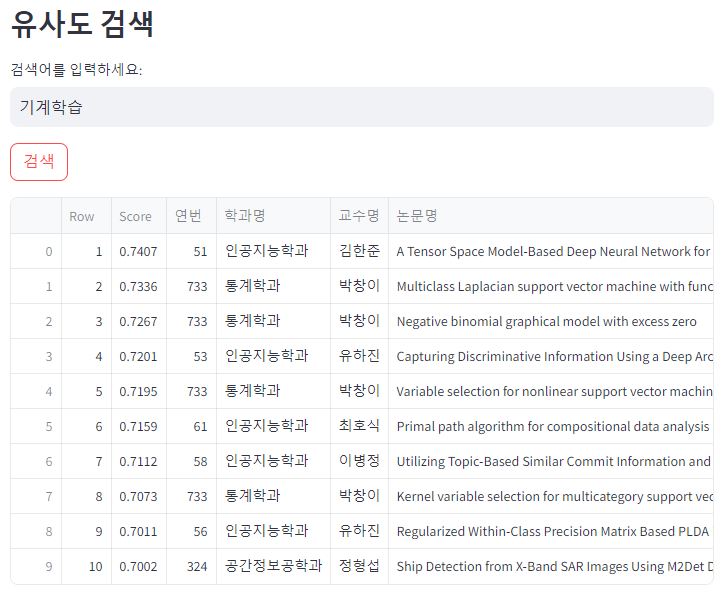 유사도 검색
검색어를 입력하세요:
기계학습
검색
Row Score 연번 학과명 교수명 논문명
0 1 0.7407 51 인공지능학과 김한준 A Tensor Space Model-Based Deep Neural Network for
1 2 0.7336 733 통계학과 박창이 Multiclass Laplacian support vector machine with func
2 3 0.7267 733 통계학과 박창이 Negative binomial graphical model with excess zero
3 4 0.7201 53 인공지능학과 유하진 Capturing Discriminative Information Using a Deep Arc
4 5 0.7195 733 통계학과 박창이 Variable selection for nonlinear support vector machin
5 6 0.7159 61 인공지능학과 최호식 Primal path algorithm for compositional data analysis
6 7 0.7112 58 인공지능학과 이병정 Utilizing Topic-Based Similar Commit Information and
7 8 0.7073 733 통계학과 박창이 Kernel variable selection for multicategory support vec
8 9 0.7011 56 인공지능학과 유하진 Regularized Within-Class Precision Matrix Based PLDA
9 10 0.7002 324 공간정보공학과 정형섭 Ship Detection from X-Band SAR Images Using M2Det D